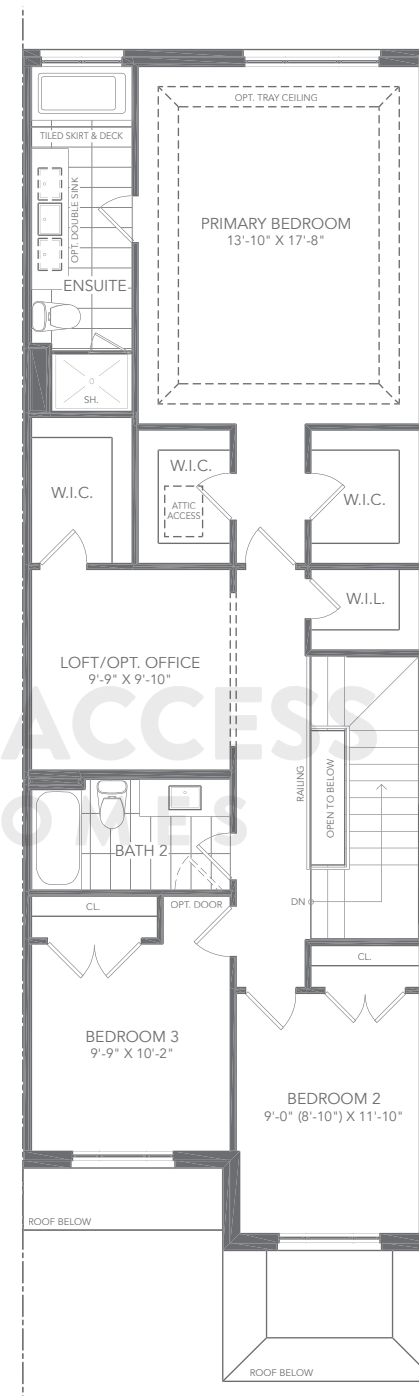 OPT. TRAY CEILING
TILED SKIRT & DECK
OPT. DOUBLE SINK
PRIMARY BEDROOM
13'-10" X 17'-8"
ENSUITE
SH.
W.I.C.
W.I.C.
ATTIC
ACCESS
W.I.C.
W.I.L.
LOFT/OPT. OFFICE
9'-9" X 9'-10"
ACCESS
OMES
RAILING
OPEN TO BELOW
BATH 2
CL.
OPT. DOOR
DN
CL.
BEDROOM 3
9'-9" X 10'-2"
BEDROOM 2
9'-0" (8'-10") X 11'-10"
ROOF BELOW
ROOF BELOW